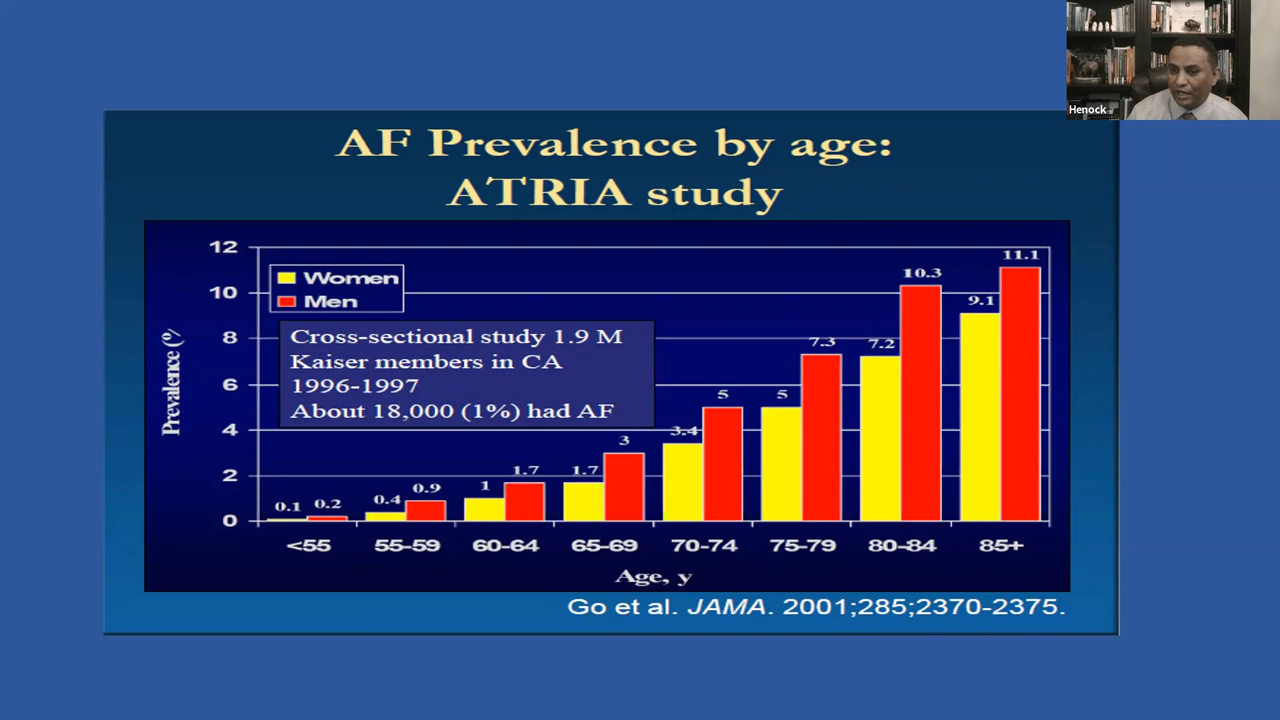 Henock
AF Prevalence by age:
ATRIA study
12
10
8
6
4
2
0
Prevalence (%
Women
Men
Cross-sectional study 1.9 M
Kaiser members in CA
1996-1997
About 18,000 (1%) had AF
0.1 0.2
0.4 0.9
1 1.7
1.7 3
3.4 5
5 7.3
7.2 10.3
9.1 11.1
<55 55-59 60-64 65-69 70-74 75-79 80-84 85+
Age, y
Go et al. JAMA. 2001;285;2370-2375.